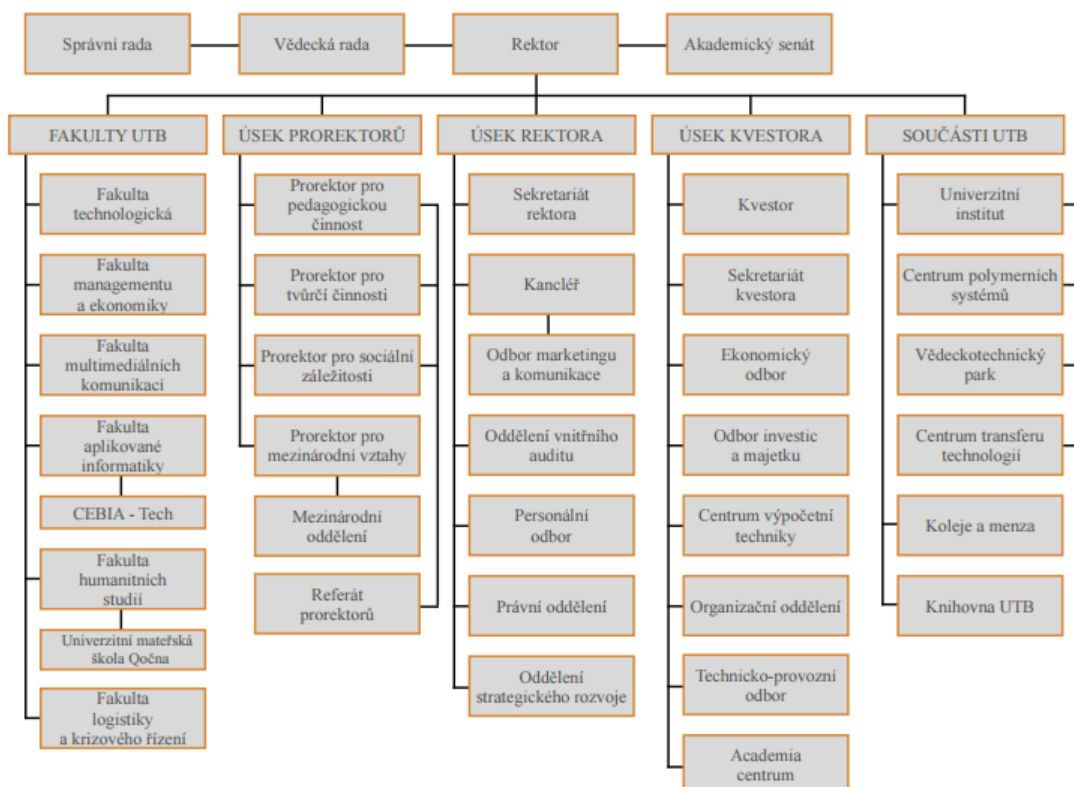 Správní rada
Vědecká rada
Rektor
Akademický senát
FAKULTY UTB
ÚSEK PROREKTORŮ
ÚSEK REKTORA
ÚSEK KVESTORA
SOUČÁSTI UTB
Fakulta
technologická
Fakulta
managementu
a ekonomiky
Fakulta
multimediálních
komunikací
Fakulta
aplikované
informatiky
CEBIA - Tech
Fakulta
humanitních
studií
Univerzitní mateřská
škola Qočna
Fakulta
logistiky
a krizového řízení
Prorektor pro
pedagogickou
činnost
Prorektor pro
tvůrčí činnosti
Prorektor pro sociální
záležitosti
Prorektor pro
mezinárodní vztahy
Mezinárodní
oddělení
Referát
prorektorů
Sekretariát
rektora
Kancléř
Odbor marketingu
a komunikace
Oddělení vnitřního
auditu
Personální
odbor
Právní oddělení
Oddělení
strategického rozvoje
Kvestor
Sekretariát
kvestora
Ekonomický
odbor
Odbor investic
a majetku
Centrum výpočetní
techniky
Organizační oddělení
Technicko-provozní
odbor
Academia
centrum
Univerzitní
institut
Centrum polymerních
systémů
Vědeckotechnický
park
Centrum transferu
technologií
Koleje a menza
Knihovna UTB